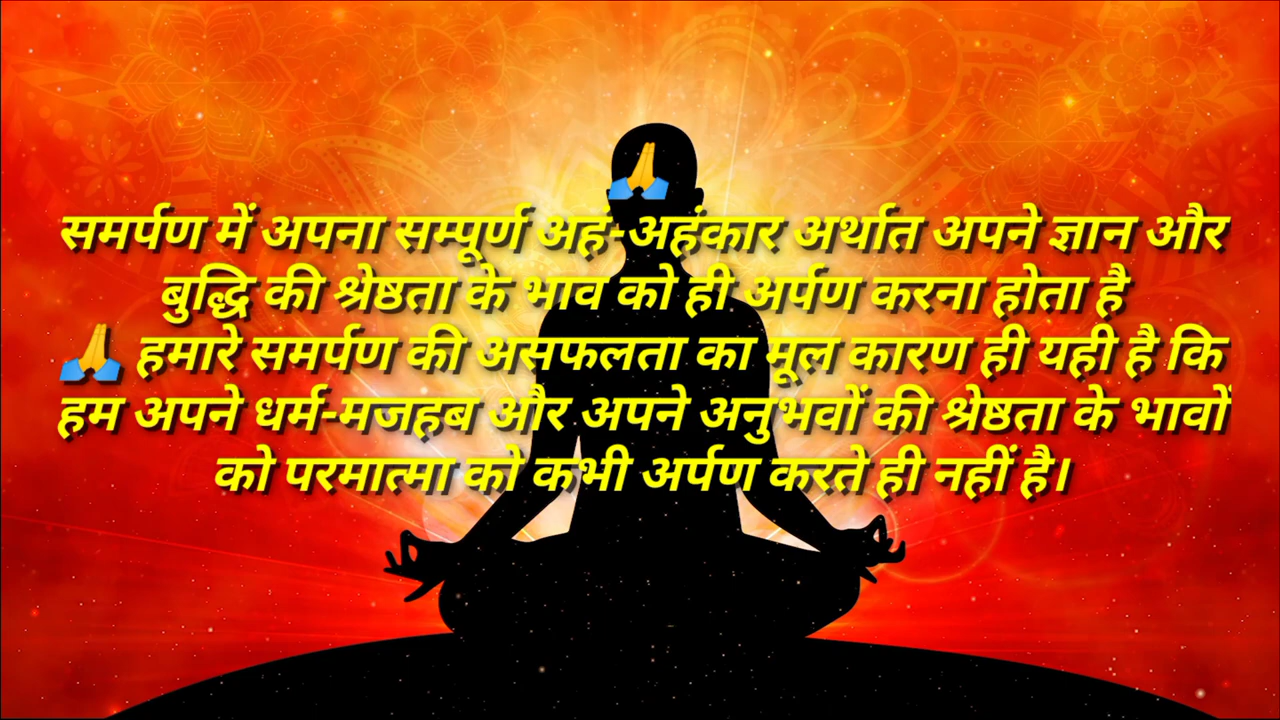 🙏
समर्पण में अपना सम्पूर्ण अह-अहंकार अर्थात अपने ज्ञान और
बुद्धि की श्रेष्ठता के भाव को ही अर्पण करना होता है
🙏 हमारे समर्पण की असफलता का मूल कारण ही यही है कि
हम अपने धर्म-मजहब और अपने अनुभवों की श्रेष्ठता के भावों
को परमात्मा को कभी अर्पण करते ही नहीं है।